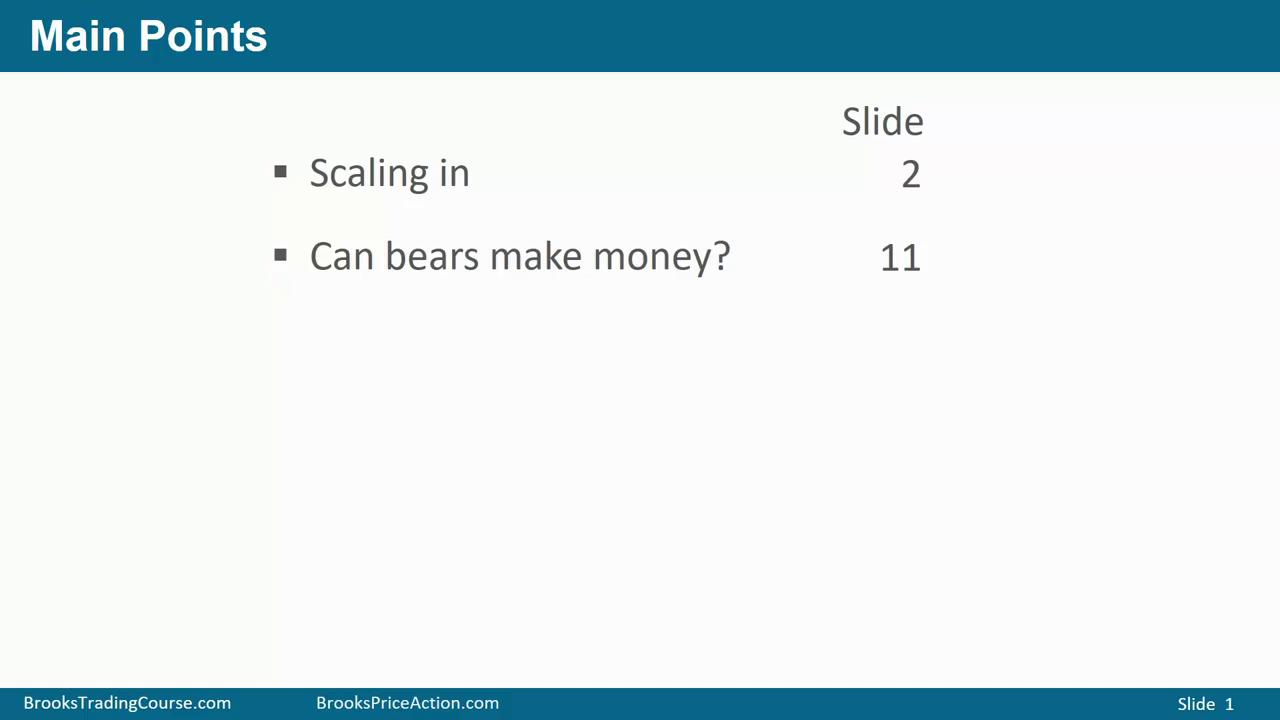 Main Points
Slide
▪ Scaling in 2
▪ Can bears make money? 11
BrooksTradingCourse.com BrooksPriceAction.com Slide 1